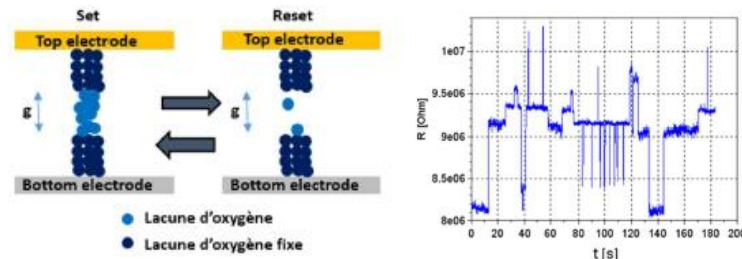 Set
Reset
Top electrode
Top electrode
g
g
Bottom electrode
Bottom electrode
Lacune d'oxygène
Lacune d'oxygène fixe
R [Ohm]
1e07
9.5e06
9e06
8.5e06
8e06
0 20 40 60 80 100 120 140 160 180 200
t [s]